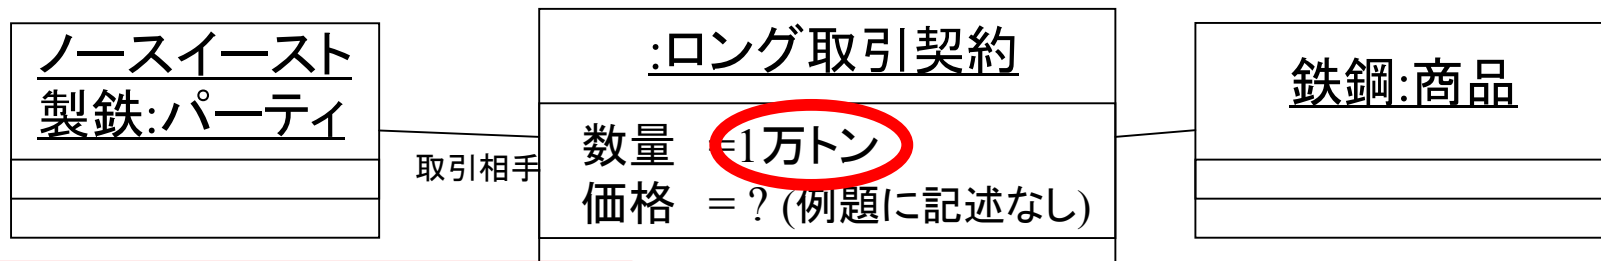 ノースイースト
製鉄:パーティ
取引相手
:ロング取引契約
数量 =1万トン
価格 = ? (例題に記述なし)
鉄鋼:商品